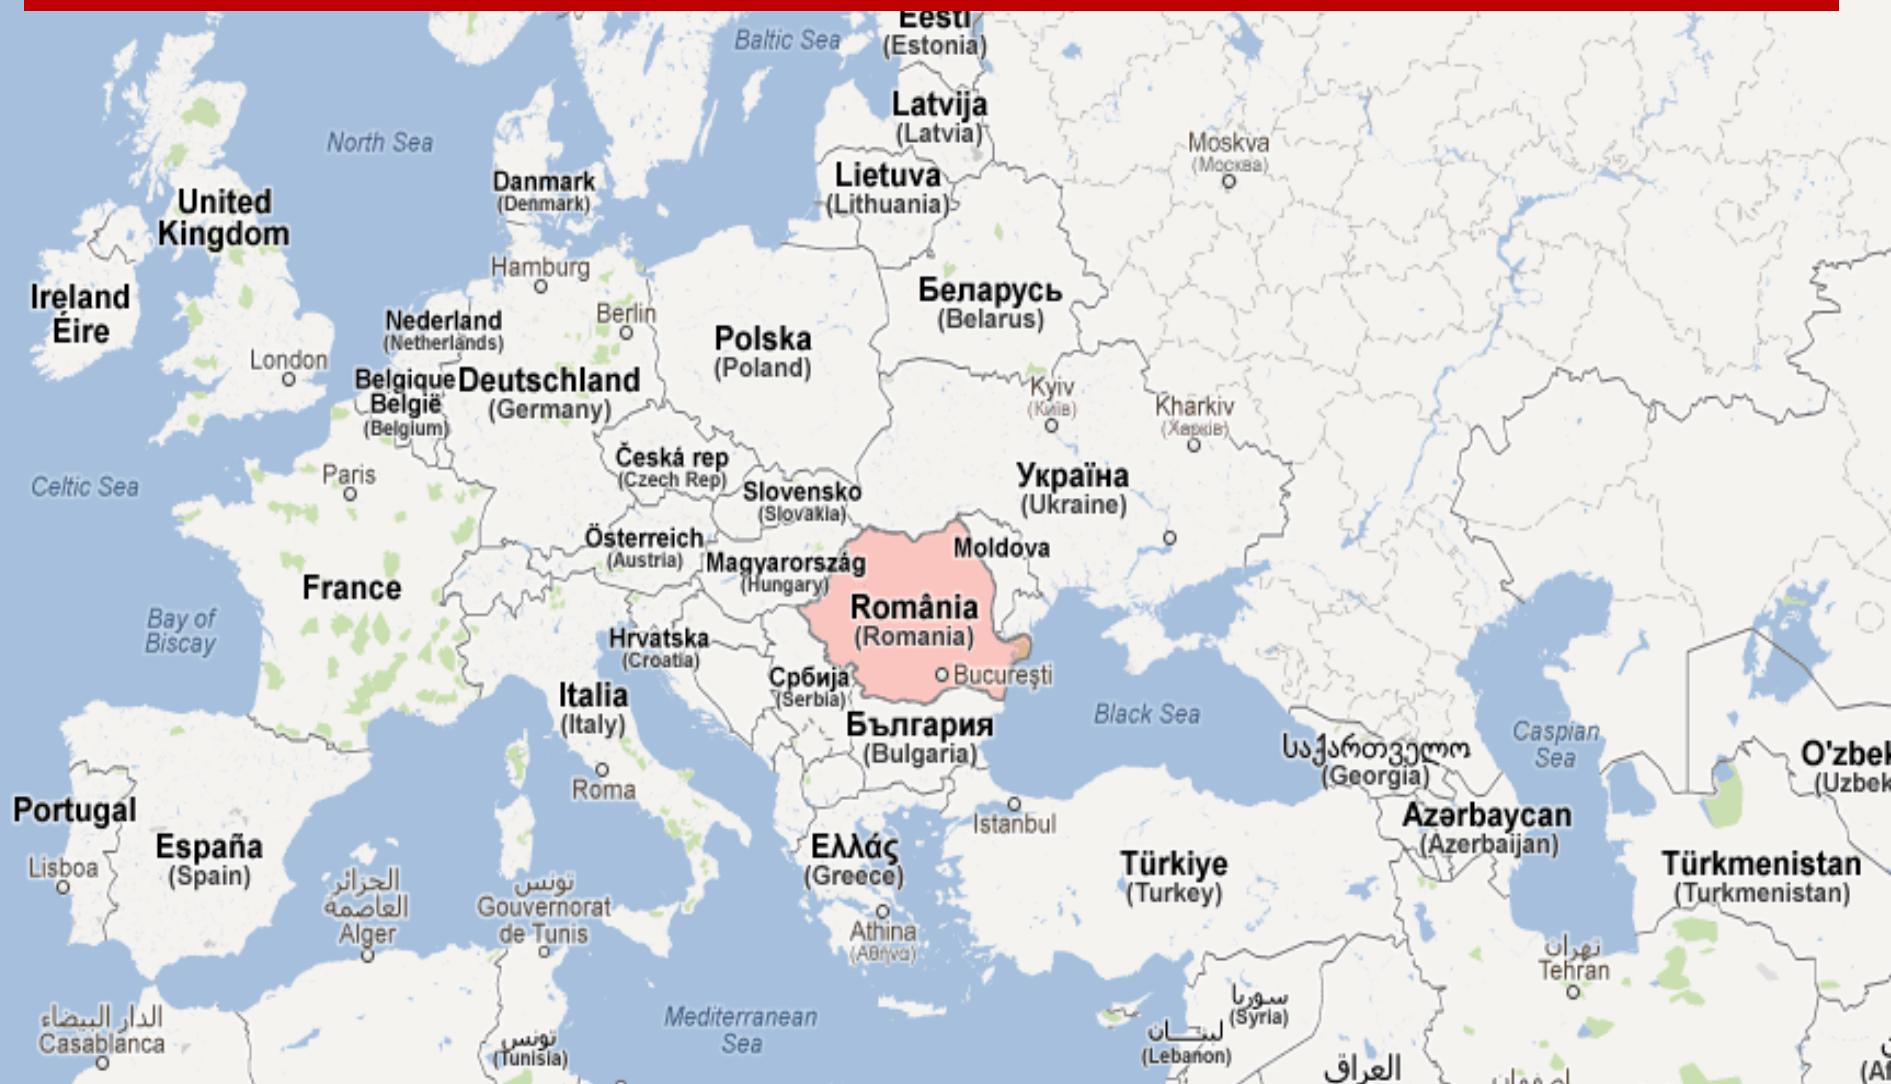 Eesti
(Estonia)
Baltic Sea
Latvija
(Latvia)
North Sea
Moskva
(Москва)
Danmark
(Denmark)
Lietuva
(Lithuania)
United
Kingdom
Hamburg
Беларусь
(Belarus)
Ireland
Éire
Nederland
(Netherlands)
Berlin
Polska
(Poland)
London
Belgique
België
(Belgium)
Deutschland
(Germany)
Kyiv
(Київ)
Kharkiv
(Харків)
Česká rep
(Czech Rep)
Paris
Celtic Sea
Slovensko
(Slovakia)
Україна
(Ukraine)
Österreich
(Austria)
Magyarország
(Hungary)
Moldova
France
România
(Romania)
Bay of
Biscay
Hrvatska
(Croatia)
Србија
(Serbia)
Bucureşti
Italia
(Italy)
Black Sea
България
(Bulgaria)
Caspian
Sea
საქართველო
(Georgia)
O'zbek
(Uzbek
Roma
Portugal
Istanbul
Azərbaycan
(Azerbaijan)
España
(Spain)
Ελλάς
(Greece)
Türkiye
(Turkey)
Türkmenistan
(Turkmenistan)
Lisboa
الجزائر
العاصمة
Alger
تونس
Gouvernorat
de Tunis
Athina
(Αθήνα)
تهران
Tehran
سوريا
(Syria)
الدار البيضاء
Casablanca
Mediterranean
Sea
تونس
(Tunisia)
لبنــــان
(Lebanon)
العراق
(Af